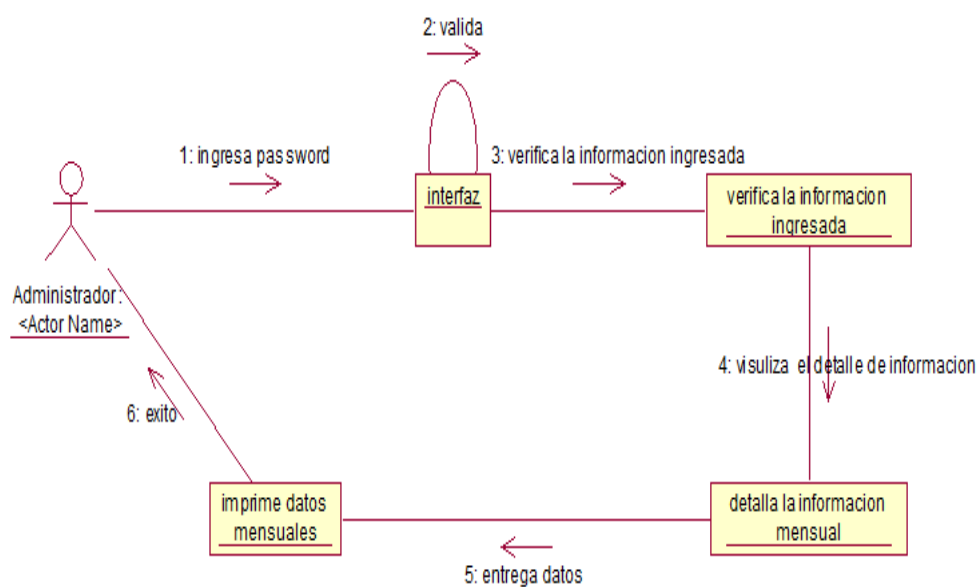 2: valida
1: ingresa password
3: verifica la informacion ingresada
interfaz
verifica la informacion
ingresada
Administrador :
<Actor Name>
4: visuliza el detalle de informacion
6: exito
imprime datos
mensuales
detalla la informacion
mensual
5: entrega datos